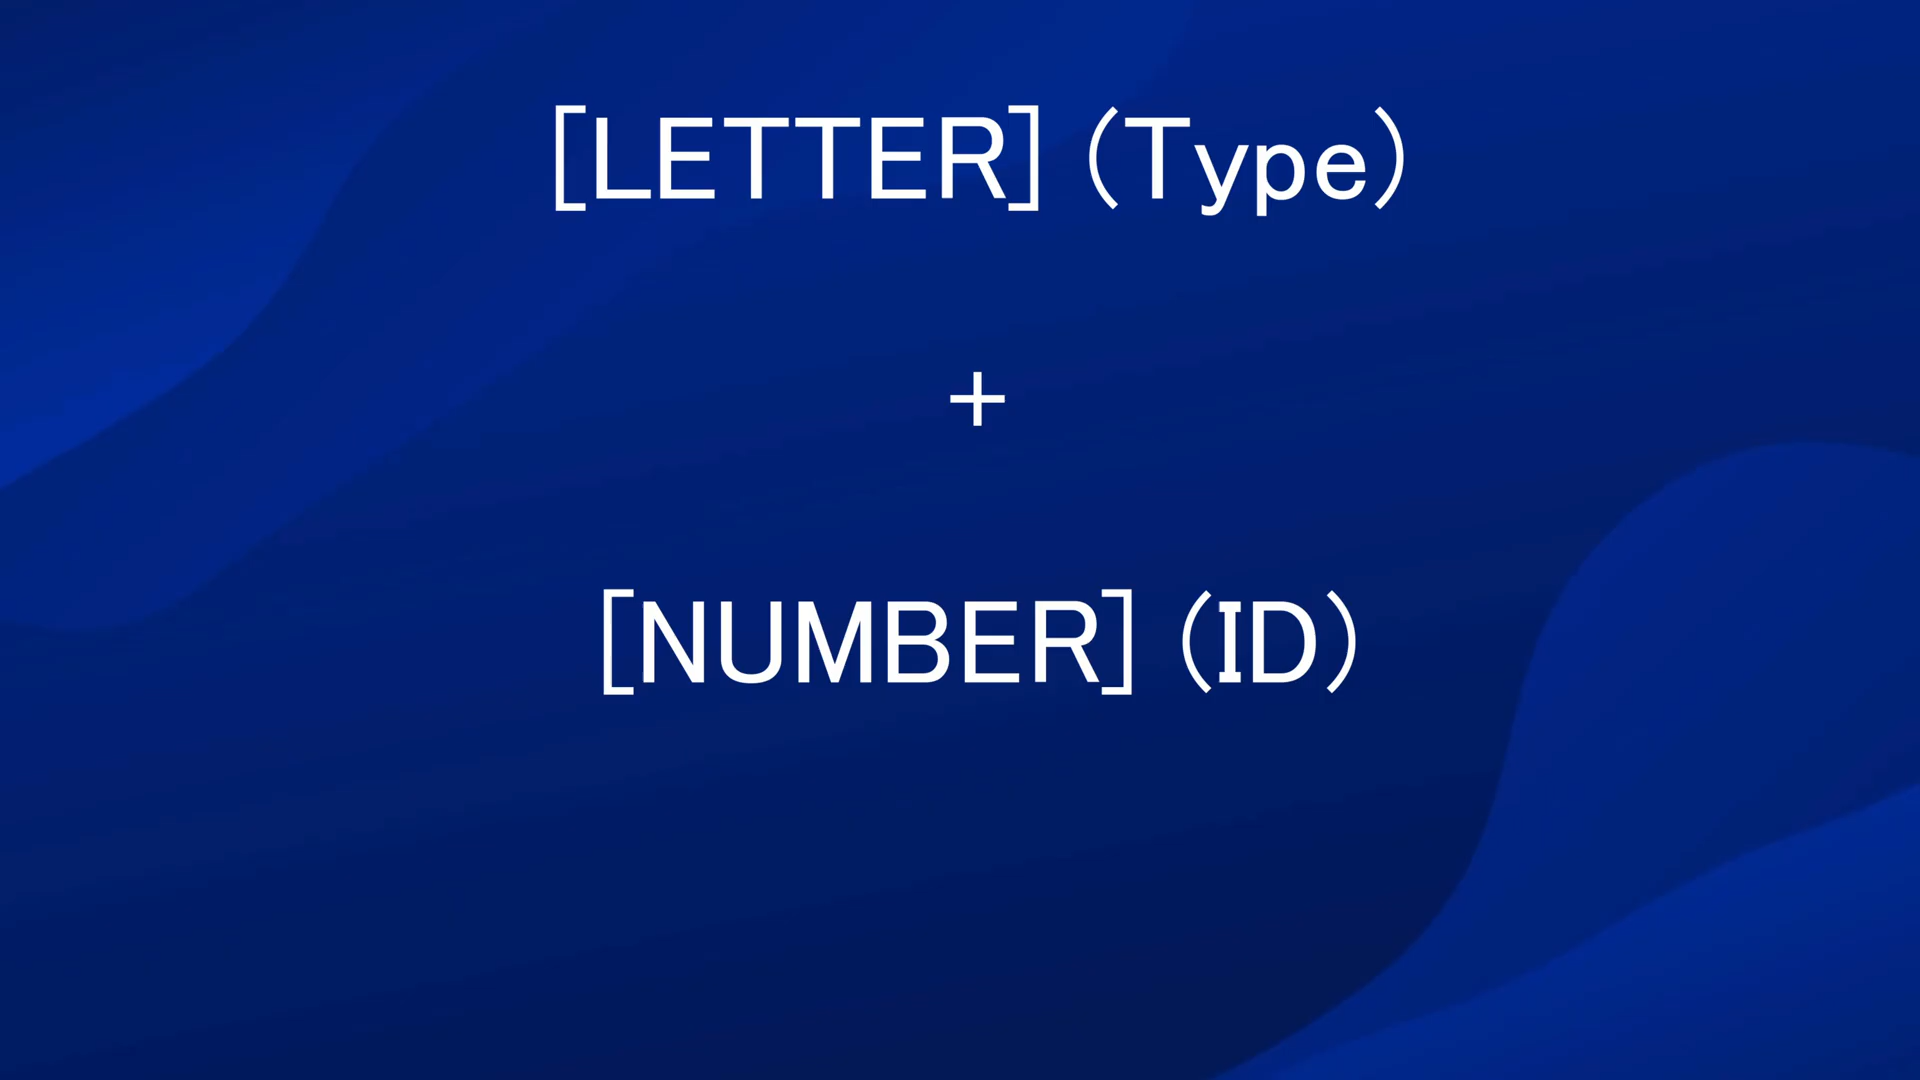 [LETTER] (Type)
+
[NUMBER] (ID)